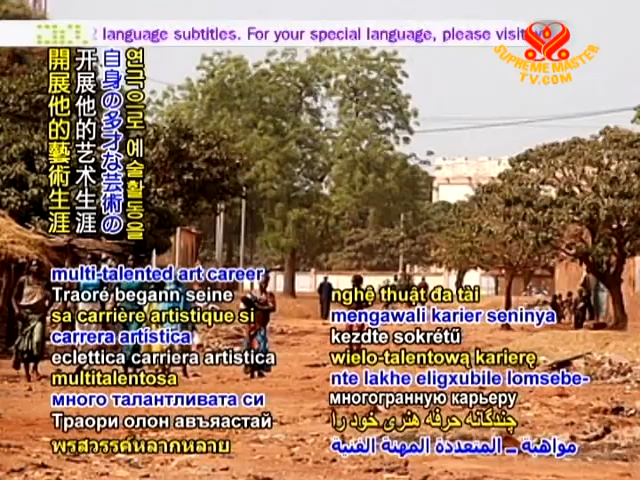 2 language subtitles. For your special language, please visit
SUPREME MASTER
TV.COM
연극으로 예술활동을
自身の多才な芸術の
开展他的艺术生涯
開展他的藝術生涯
multi-talented art career
Traoré begann seine
sa carrière artistique si
carrera artística
eclettica carriera artistica
multitalentosa
много талантливата си
Траори олон авъяастай
พรสวรรค์หลากหลาย
nghệ thuật đa tài
mengawali karier seninya
kezdte sokrétű
wielo-talentową karierę
nte lakhe eligxubile lomsebe-
многогранную карьеру
چندگانه حرفه هنری خود را
مواهبة ـ المتعددة المهنة الفنية